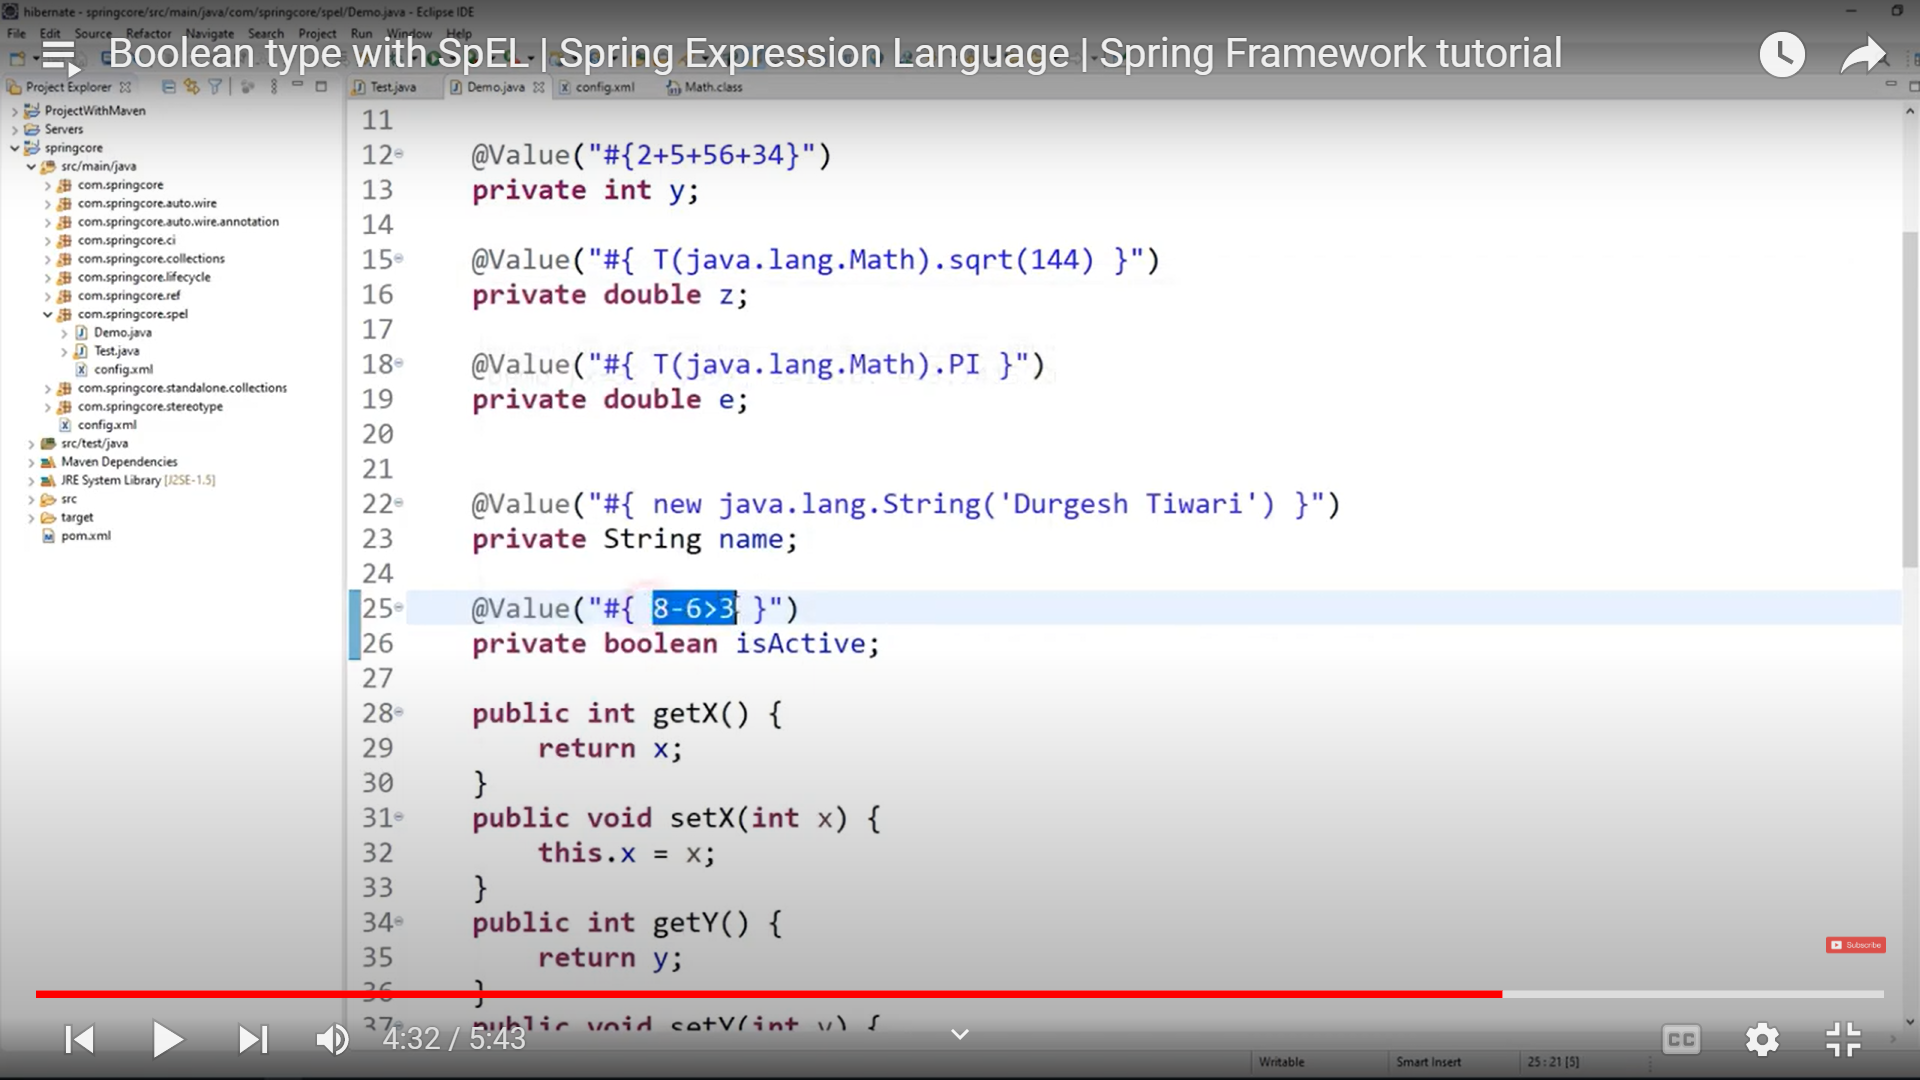 hibernate - springcore/src/main/java/com/springcore/spel/Demo.java - Eclipse IDE
File Edit Source Refactor Navigate Search Project Run Window Help
Boolean type with SpEL | Spring Expression Language | Spring Framework tutorial
Project Explorer
Test.java Demo.java config.xml Math.class
ProjectWithMaven
Servers
springcore
src/main/java
com.springcore
com.springcore.auto.wire
com.springcore.auto.wire.annotation
com.springcore.ci
com.springcore.collections
com.springcore.lifecycle
com.springcore.ref
com.springcore.spel
Demo.java
Test.java
config.xml
com.springcore.standalone.collections
com.springcore.stereotype
config.xml
src/test/java
Maven Dependencies
JRE System Library [J2SE-1.5]
src
target
pom.xml
11
12 @Value("#{2+5+56+34}")
13 private int y;
14
15 @Value("#{ T(java.lang.Math).sqrt(144) }")
16 private double z;
17
18 @Value("#{ T(java.lang.Math).PI }")
19 private double e;
20
21
22 @Value("#{ new java.lang.String('Durgesh Tiwari') }")
23 private String name;
24
25 @Value("#{ 8-6>3 }")
26 private boolean isActive;
27
28 public int getX() {
29 return x;
30 }
31 public void setX(int x) {
32 this.x = x;
33 }
34 public int getY() {
35 return y;
36 }
37 public void setY(int y) {
Subscribe
4:32 / 5:43
CC
Writable Smart Insert 25 : 21 [5]